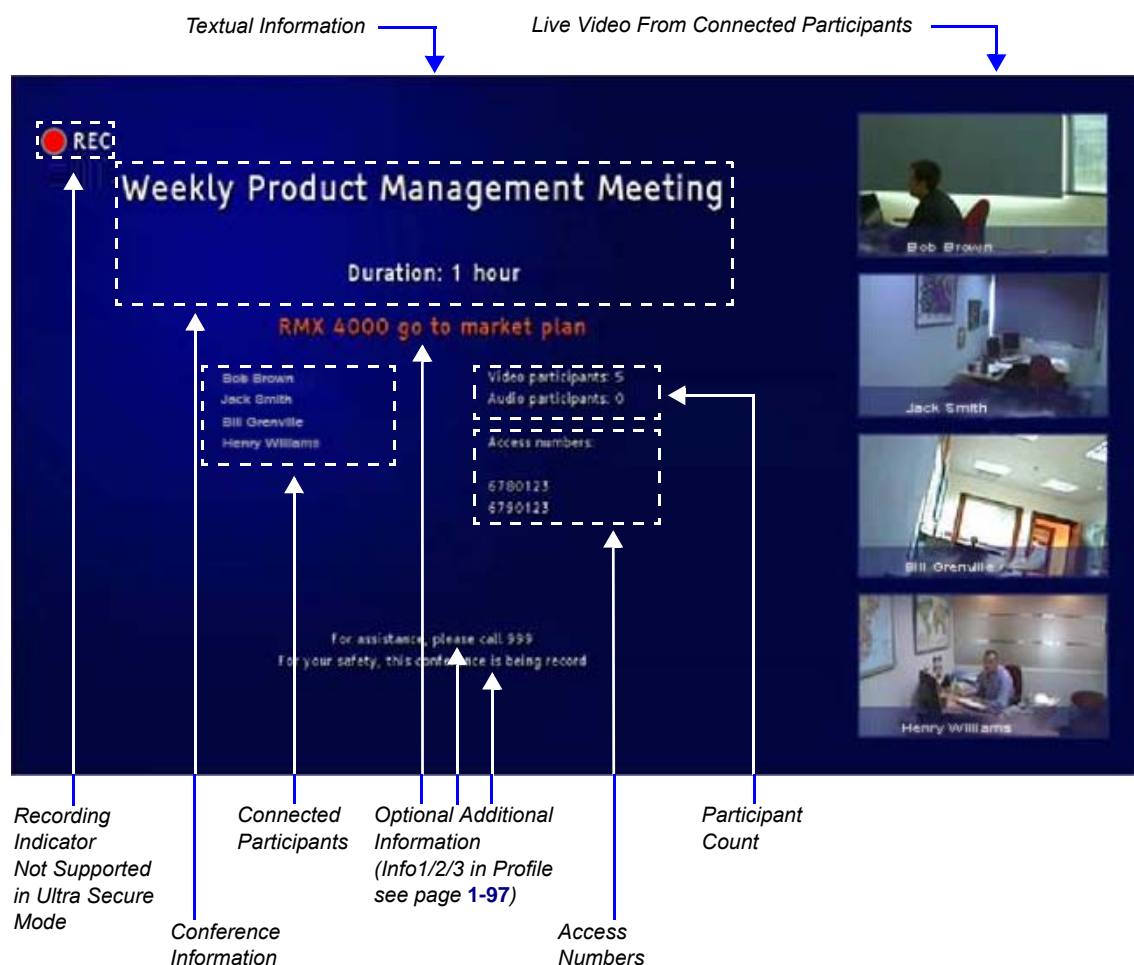 Textual Information
Live Video From Connected Participants
REC
Weekly Product Management Meeting
Duration: 1 hour
RMX 4000 go to market plan
Bob Brown
Jack Smith
Bill Grenville
Henry Williams
Video participants: 5
Audio participants: 0
Access numbers:
6780123
6790123
For assistance, please call 999
For your safety, this conference is being record
Bob Brown
Jack Smith
Bill Grenville
Henry Williams
Recording
Indicator
Not Supported
in Ultra Secure
Mode
Conference
Information
Connected
Participants
Optional Additional
Information
(Info1/2/3 in Profile
see page 1-97)
Access
Numbers
Participant
Count